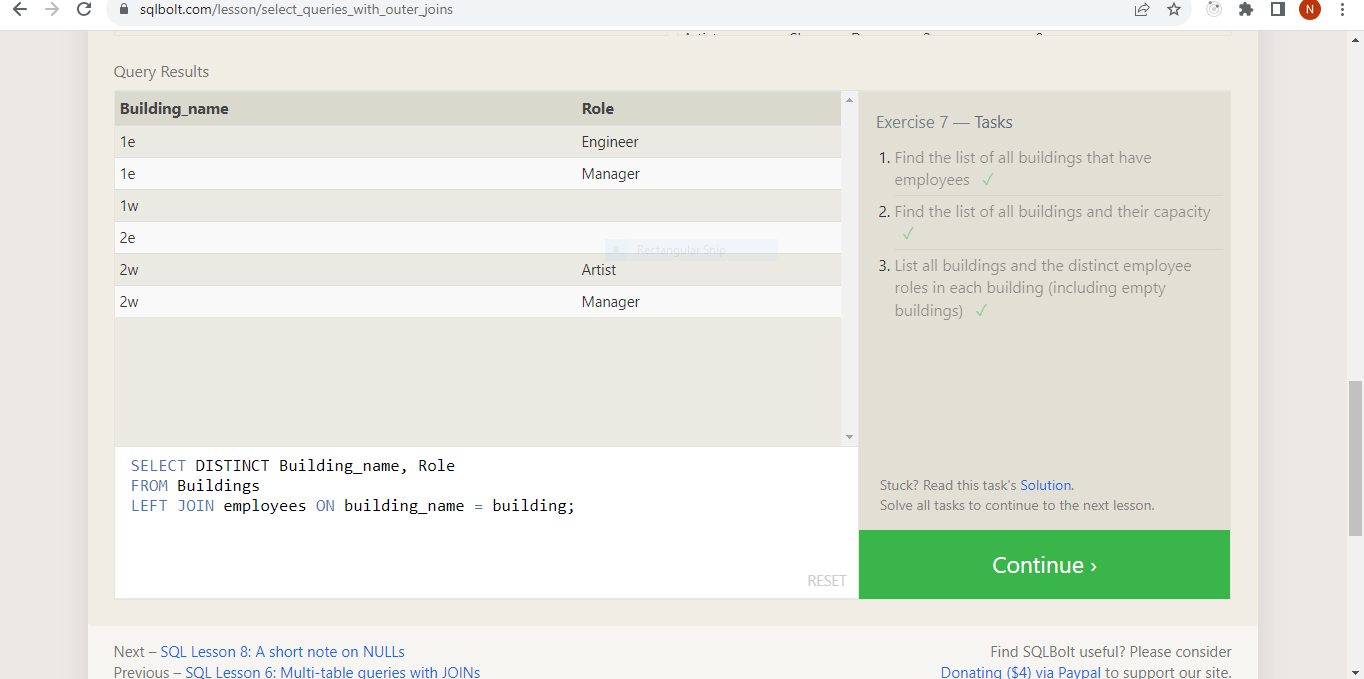 sqlbolt.com/lesson/select_queries_with_outer_joins
N
Query Results
Building_name Role
1e Engineer
1e Manager
1w
2e
2w Artist
2w Manager
Rectangular Snip
SELECT DISTINCT Building_name, Role
FROM Buildings
LEFT JOIN employees ON building_name = building;
RESET
Exercise 7 — Tasks
1. Find the list of all buildings that have
employees ✓
2. Find the list of all buildings and their capacity
✓
3. List all buildings and the distinct employee
roles in each building (including empty
buildings) ✓
Stuck? Read this task's Solution.
Solve all tasks to continue to the next lesson.
Continue ›
Next – SQL Lesson 8: A short note on NULLs
Previous – SQL Lesson 6: Multi-table queries with JOINs
Find SQLBolt useful? Please consider
Donating ($4) via Paypal to support our site.